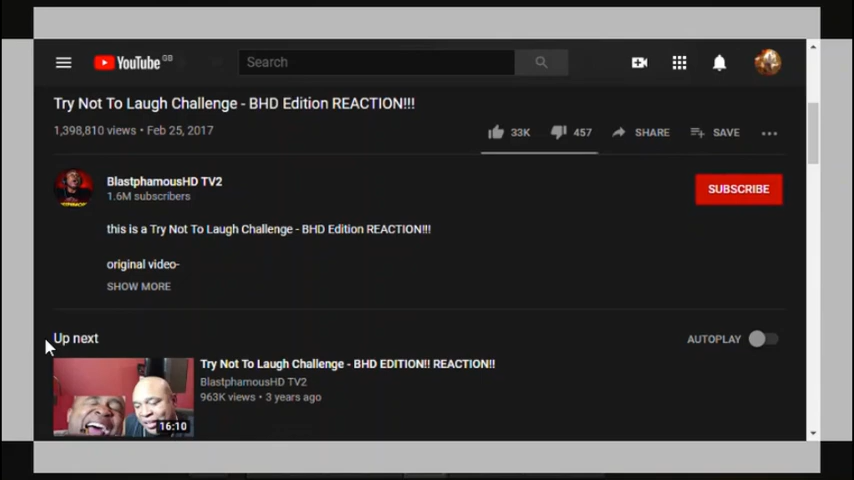 YouTube GB
Search
Try Not To Laugh Challenge - BHD Edition REACTION!!!
1,398,810 views • Feb 25, 2017
33K 457 SHARE SAVE
BlastphamousHD TV2
1.6M subscribers
SUBSCRIBE
this is a Try Not To Laugh Challenge - BHD Edition REACTION!!!
original video-
SHOW MORE
Up next
AUTOPLAY
Try Not To Laugh Challenge - BHD EDITION!! REACTION!!
BlastphamousHD TV2
963K views • 3 years ago
16:10